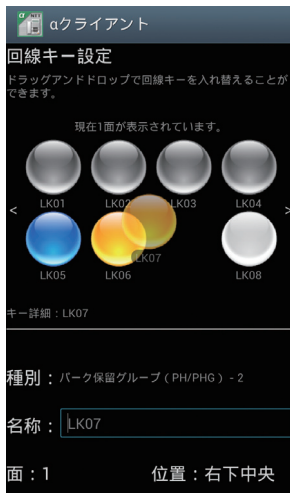 αクライアント
回線キー設定
ドラッグアンドドロップで回線キーを入れ替えることが
できます。
現在1面が表示されています。
LK01 LK02 LK03 LK04
< >
LK07
LK05 LK06 LK08
キー詳細：LK07
種別：パーク保留グループ（PH/PHG）- 2
名称：LK07
面：1 位置：右下中央